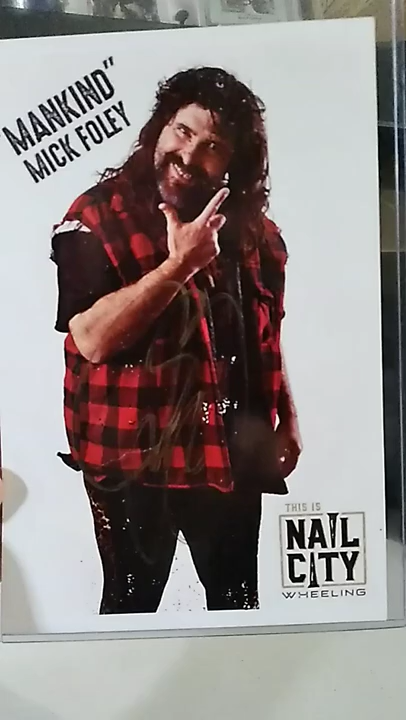 "MANKIND"
MICK FOLEY
THIS IS
NAIL
CITY
WHEELING